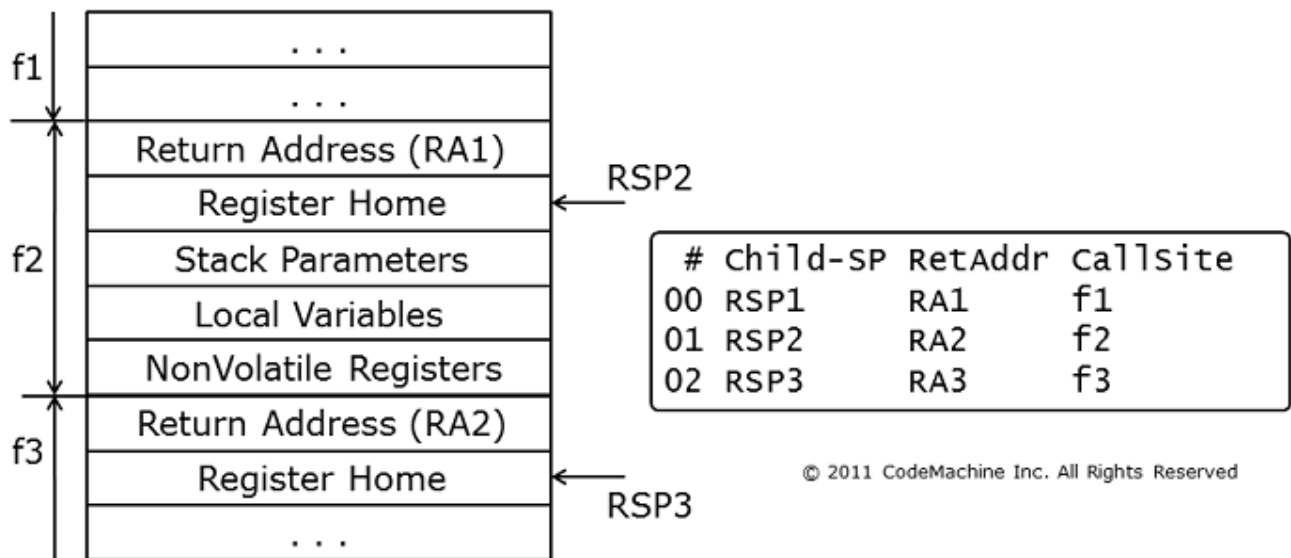 f1
. . .
. . .
f2
Return Address (RA1)
Register Home
RSP2
Stack Parameters
Local Variables
NonVolatile Registers
f3
Return Address (RA2)
Register Home
RSP3
. . .
# Child-SP RetAddr CallSite
00 RSP1 RA1 f1
01 RSP2 RA2 f2
02 RSP3 RA3 f3
© 2011 CodeMachine Inc. All Rights Reserved